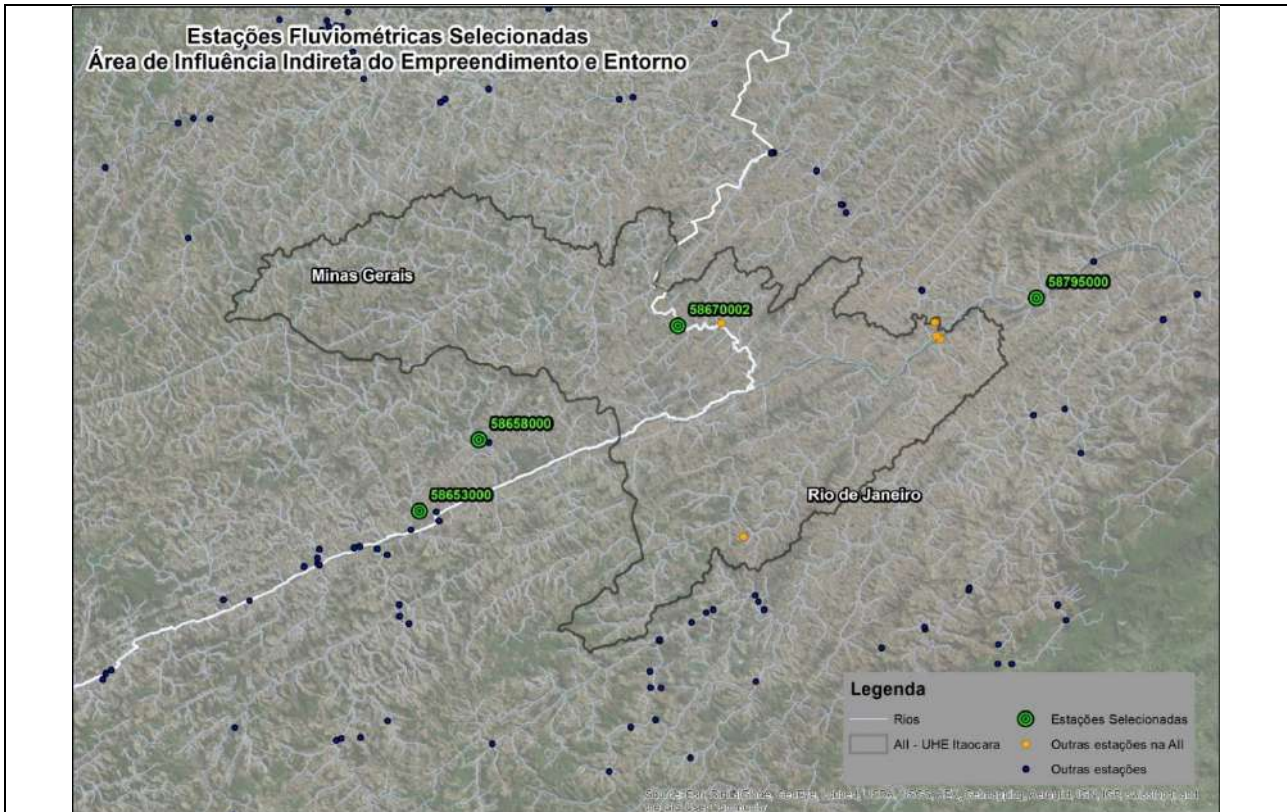 Estações Fluviométricas Selecionadas
Área de Influência Indireta do Empreendimento e Entorno
Minas Gerais
58795000
58670002
58658000
58653000
Rio de Janeiro
Legenda
Rios
Estações Selecionadas
AII - UHE Itaocara
Outras estações na AII
Outras estações